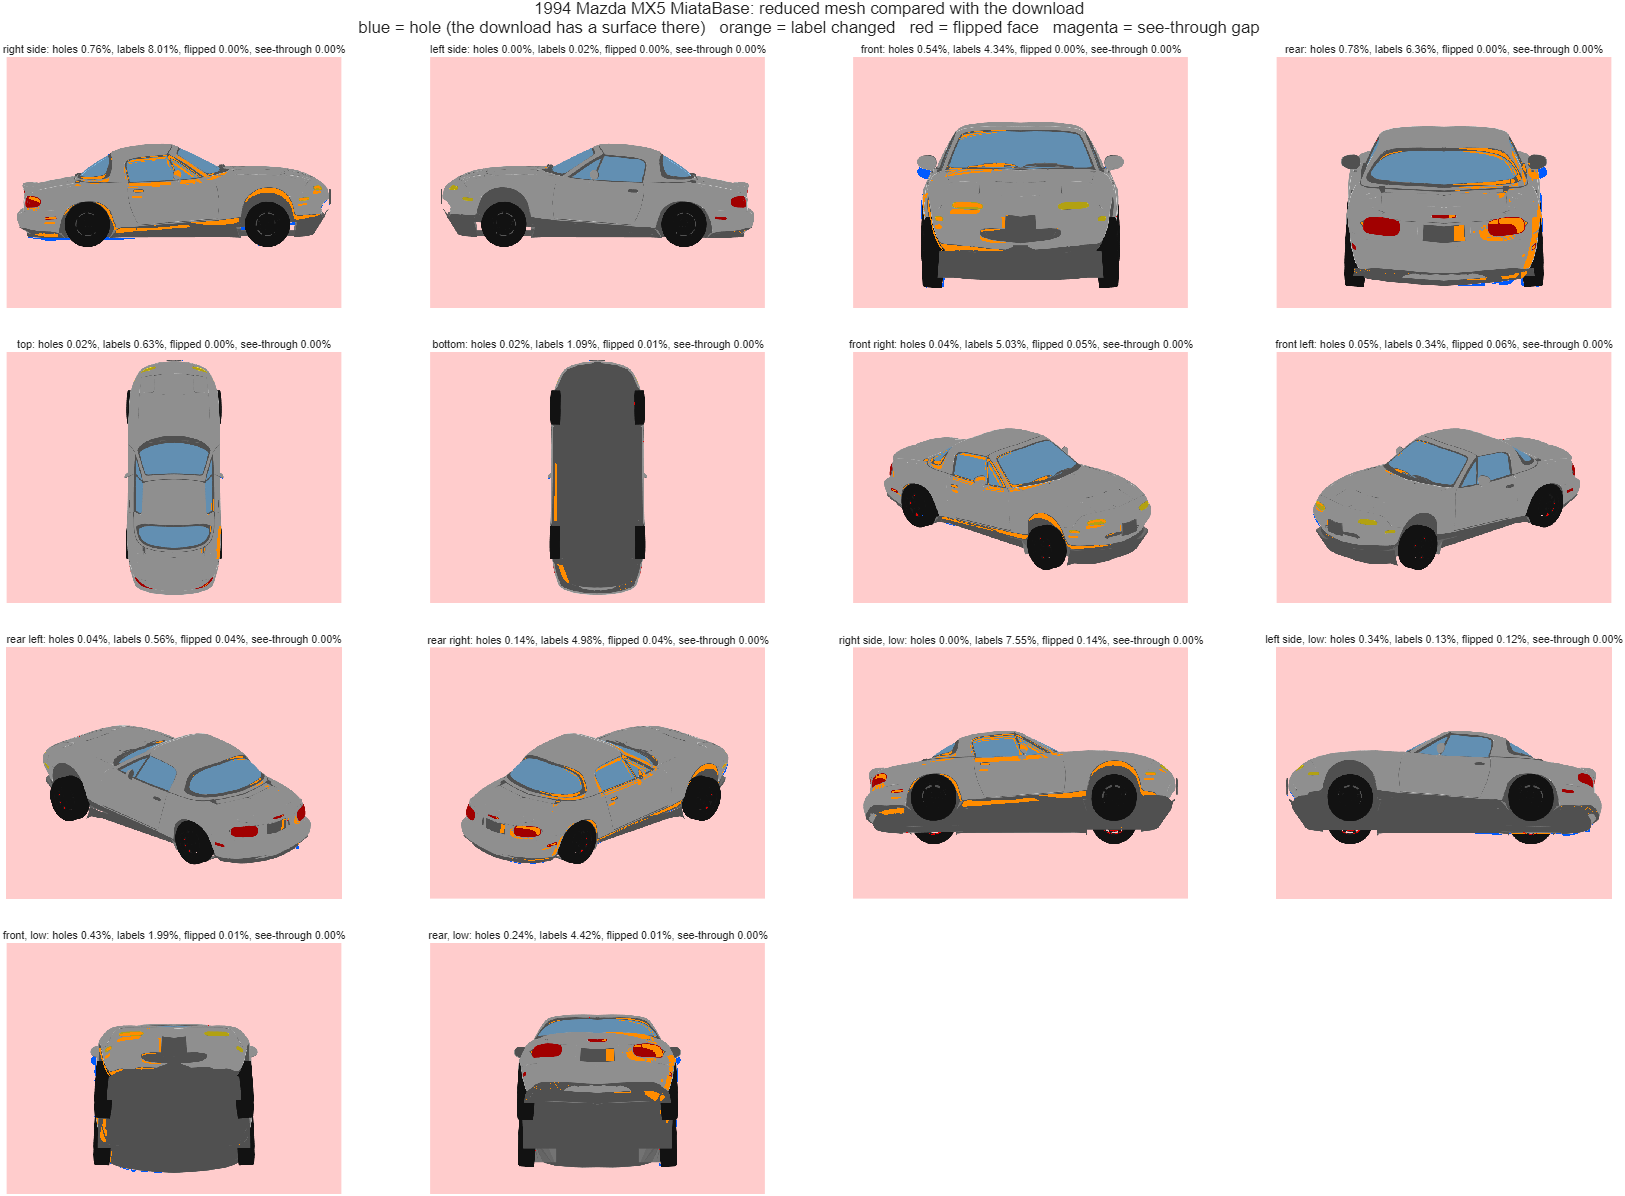 1994 Mazda MX5 MiataBase: reduced mesh compared with the download
blue = hole (the download has a surface there)   orange = label changed   red = flipped face   magenta = see-through gap
right side: holes 0.76%, labels 8.01%, flipped 0.00%, see-through 0.00%
left side: holes 0.00%, labels 0.02%, flipped 0.00%, see-through 0.00%
front: holes 0.54%, labels 4.34%, flipped 0.00%, see-through 0.00%
rear: holes 0.78%, labels 6.36%, flipped 0.00%, see-through 0.00%
top: holes 0.02%, labels 0.63%, flipped 0.00%, see-through 0.00%
bottom: holes 0.02%, labels 1.09%, flipped 0.01%, see-through 0.00%
front right: holes 0.04%, labels 5.03%, flipped 0.05%, see-through 0.00%
front left: holes 0.05%, labels 0.34%, flipped 0.06%, see-through 0.00%
rear left: holes 0.04%, labels 0.56%, flipped 0.04%, see-through 0.00%
rear right: holes 0.14%, labels 4.98%, flipped 0.04%, see-through 0.00%
right side, low: holes 0.00%, labels 7.55%, flipped 0.14%, see-through 0.00%
left side, low: holes 0.34%, labels 0.13%, flipped 0.12%, see-through 0.00%
front, low: holes 0.43%, labels 1.99%, flipped 0.01%, see-through 0.00%
rear, low: holes 0.24%, labels 4.42%, flipped 0.01%, see-through 0.00%